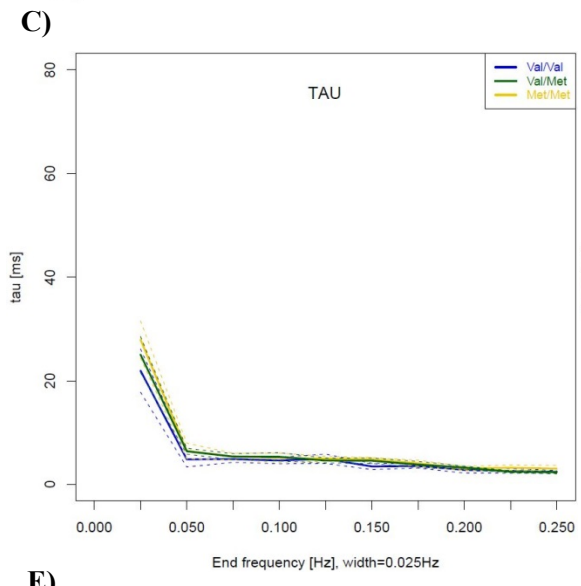 C)
Val/Val
Val/Met
Met/Met
TAU
80
60
40
20
0
tau [ms]
0.000 0.050 0.100 0.150 0.200 0.250
End frequency [Hz], width=0.025Hz
E)